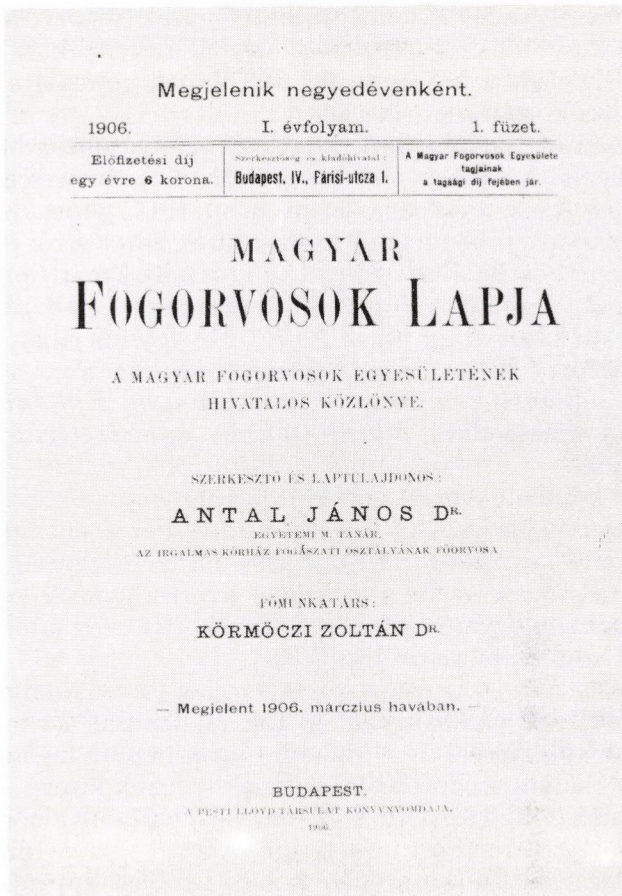 Megjelenik negyedévenként.
1906. I. évfolyam. 1. füzet.
Előfizetési díj
egy évre 6 korona.
Szerkesztőség és kiadóhivatal:
Budapest, IV., Párisi-utcza 1.
A Magyar Fogorvosok Egyesülete
tagjainak
a tagsági díj fejében jár.
MAGYAR
FOGORVOSOK LAPJA
A MAGYAR FOGORVOSOK EGYESÜLETÉNEK
HIVATALOS KÖZLÖNYE.
SZERKESZTŐ ÉS LAPTULAJDONOS:
ANTAL JÁNOS DR.
EGYETEMI M. TANÁR,
AZ IRGALMAS-KÓRHÁZ FOGÁSZATI OSZTÁLYÁNAK FŐORVOSA
FŐMUNKATÁRS:
KÖRMÖCZI ZOLTÁN DR.
— Megjelent 1906. márczius havában. —
BUDAPEST.
A PESTI LLOYD-TÁRSULAT KÖNYVNYOMDÁJA.
1906.